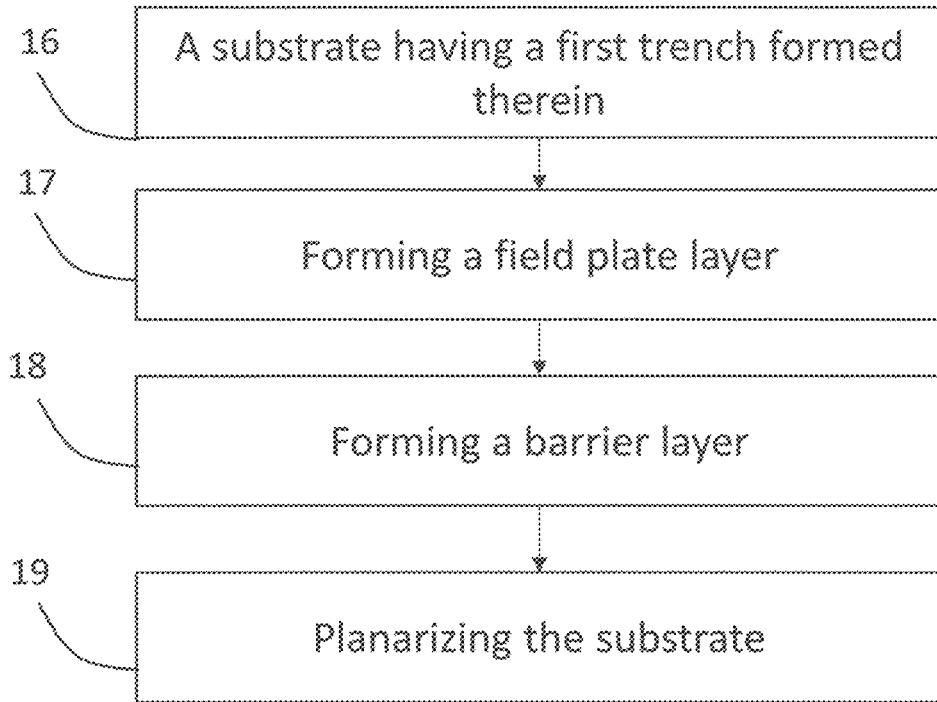 16
A substrate having a first trench formed
therein
17
Forming a field plate layer
18
Forming a barrier layer
19
Planarizing the substrate